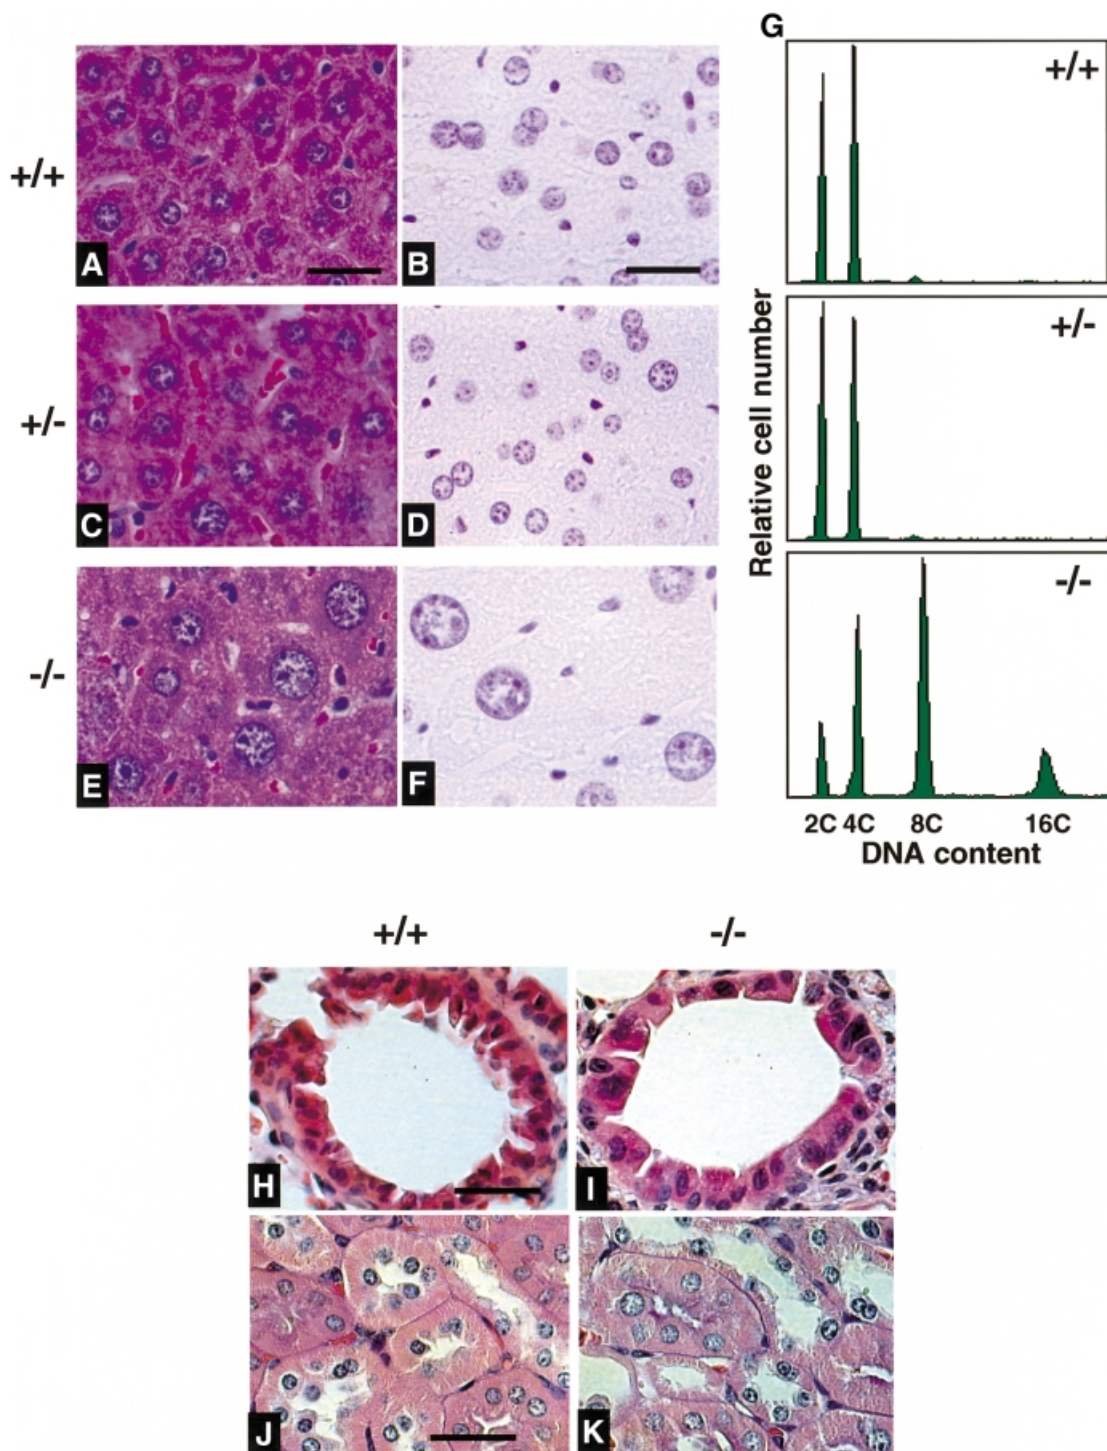 G
+/+
A
B
+/+
+/-
C
D
+/-
-/-
E
F
-/-
Relative cell number
2C 4C 8C 16C
DNA content
+/+
-/-
H
I
J
K